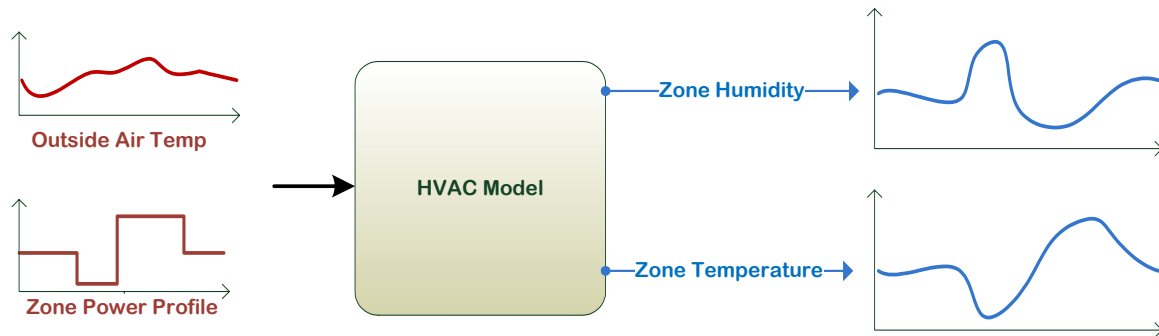 Outside Air Temp
Zone Power Profile
HVAC Model
Zone Humidity
Zone Temperature